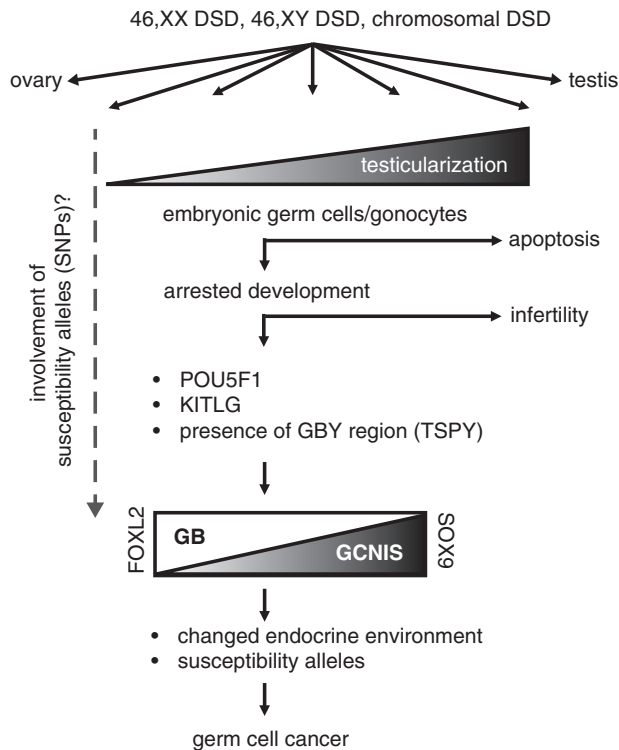 46,XX DSD, 46,XY DSD, chromosomal DSD
ovary
testis
testicularization
embryonic germ cells/gonocytes
apoptosis
arrested development
infertility
involvement of
susceptibility alleles (SNPs)?
• POU5F1
• KITLG
• presence of GBY region (TSPY)
FOXL2
GB
GCNIS
SOX9
• changed endocrine environment
• susceptibility alleles
germ cell cancer